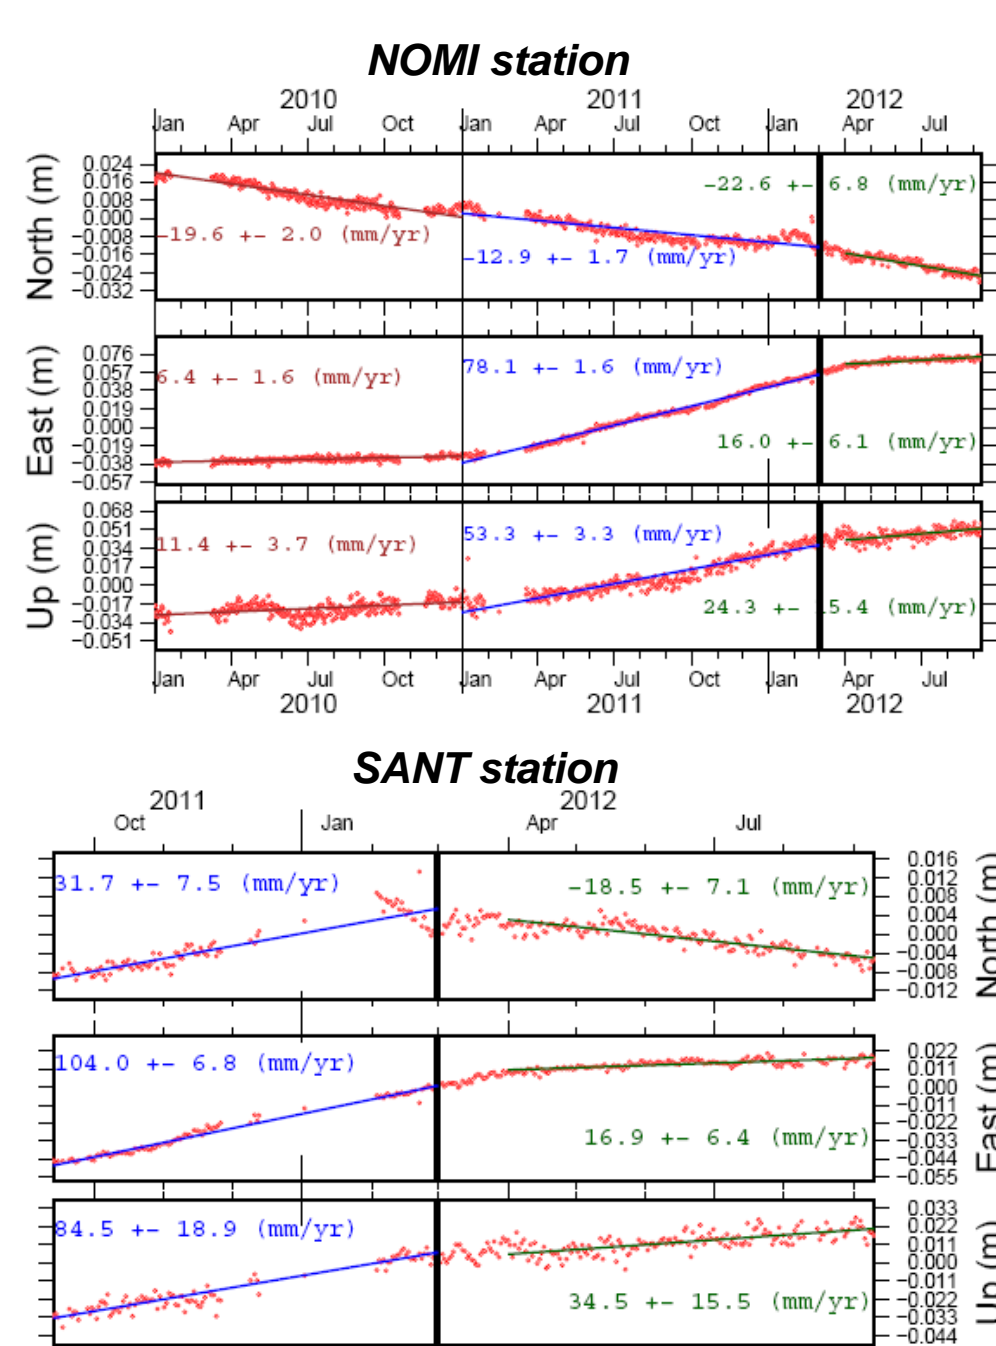 NOMI station
2010 2011 2012
Jan Apr Jul Oct Jan Apr Jul Oct Jan Apr Jul
North (m)
0.024
0.016
0.008
0.000
-0.008
-0.016
-0.024
-0.032
-19.6 +- 2.0 (mm/yr)
-12.9 +- 1.7 (mm/yr)
-22.6 +- 6.8 (mm/yr)
East (m)
0.076
0.057
0.038
0.019
0.000
-0.019
-0.038
-0.057
6.4 +- 1.6 (mm/yr)
78.1 +- 1.6 (mm/yr)
16.0 +- 6.1 (mm/yr)
Up (m)
0.068
0.051
0.034
0.017
0.000
-0.017
-0.034
-0.051
11.4 +- 3.7 (mm/yr)
53.3 +- 3.3 (mm/yr)
24.3 +- 15.4 (mm/yr)
Jan Apr Jul Oct Jan Apr Jul Oct Jan Apr Jul
2010 2011 2012
SANT station
2011 2012
Oct Jan Apr Jul
31.7 +- 7.5 (mm/yr)
-18.5 +- 7.1 (mm/yr)
0.016
0.012
0.008
0.004
0.000
-0.004
-0.008
-0.012
North (m)
104.0 +- 6.8 (mm/yr)
16.9 +- 6.4 (mm/yr)
0.022
0.011
0.000
-0.011
-0.022
-0.033
-0.044
-0.055
East (m)
84.5 +- 18.9 (mm/yr)
34.5 +- 15.5 (mm/yr)
0.033
0.022
0.011
0.000
-0.011
-0.022
-0.033
-0.044
Up (m)